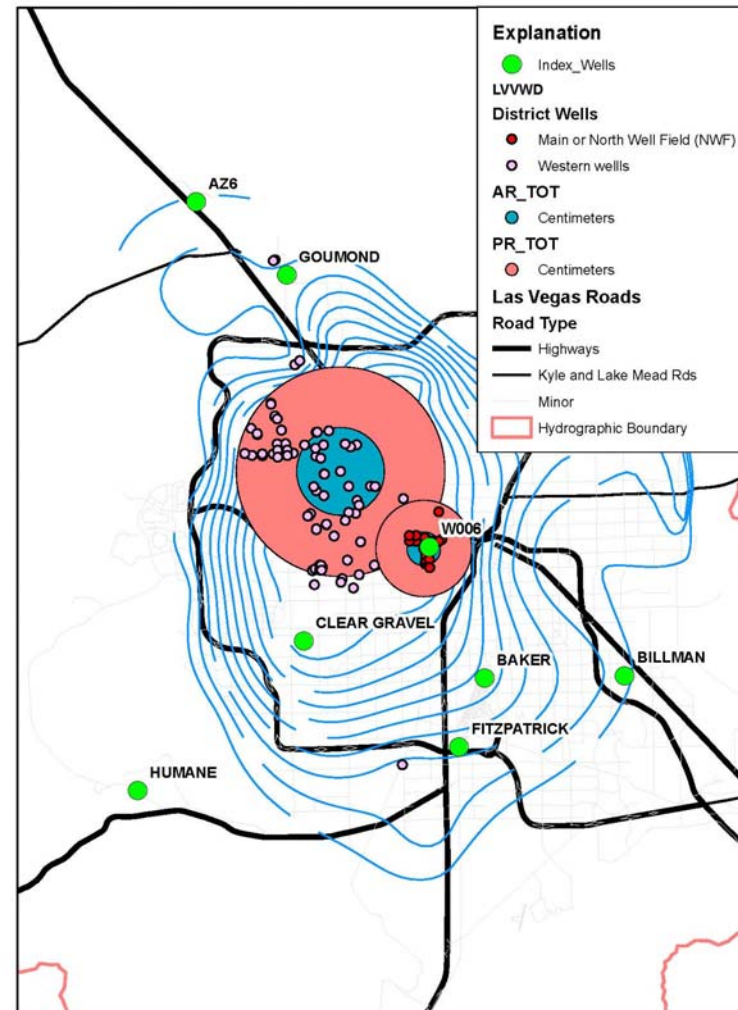 Explanation
Index_Wells
LVVWD
District Wells
Main or North Well Field (NWF)
Western wellls
AR_TOT
Centimeters
PR_TOT
Centimeters
Las Vegas Roads
Road Type
Highways
Kyle and Lake Mead Rds
Minor
Hydrographic Boundary
AZ6
GOUMOND
W006
CLEAR GRAVEL
BAKER
BILLMAN
FITZPATRICK
HUMANE